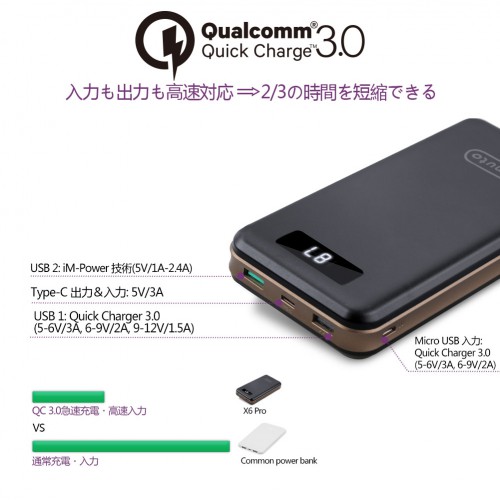 Qualcomm®
Quick Charge™ 3.0
入力も出力も高速対応⇒2/3の時間を短縮できる
auto
87
USB 2: iM-Power 技術(5V/1A-2.4A)
Type-C 出力&入力: 5V/3A
USB 1: Quick Charger 3.0
(5-6V/3A, 6-9V/2A, 9-12V/1.5A)
Micro USB 入力:
Quick Charger 3.0
(5-6V/3A, 6-9V/2A)
QC 3.0急速充電・高速入力
X6 Pro
VS
通常充電・入力
Common power bank